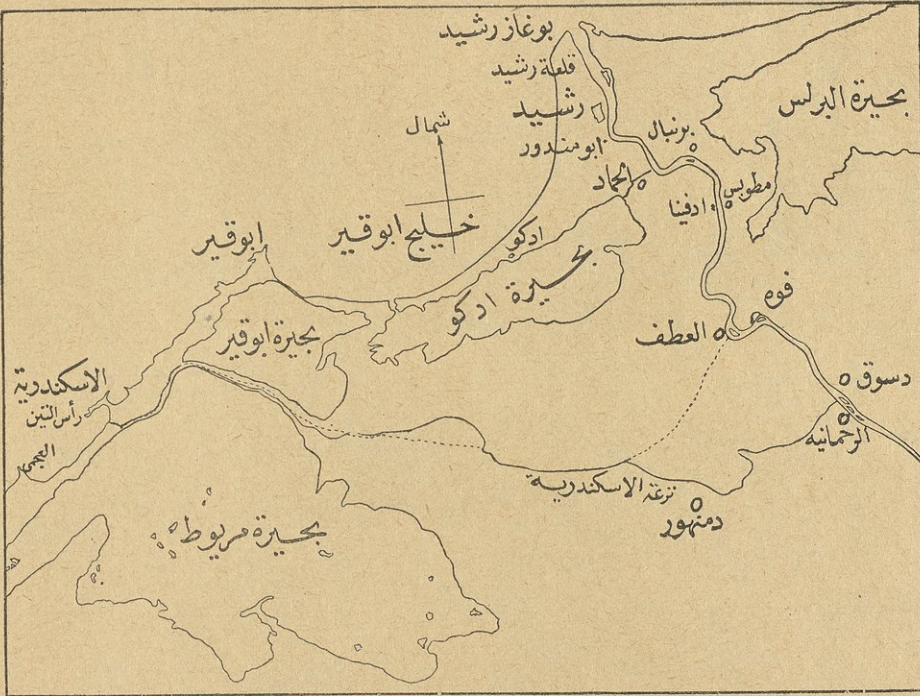 بوغاز رشيد
قلعة رشيد
رشيد
ابو مندور
شمال
برنبال
بحيرة البرلس
الحماد
مطوبس
ادفينا
ادكو
خليج ابوقير
ابوقير
بحيرة ادكو
فوه
العطف
بحيرة ابوقير
دسوق
الاسكندرية
رأس التين
الرحمانيه
العجمى
ترعة الاسكندرية
دمنهور
بحيرة مريوط